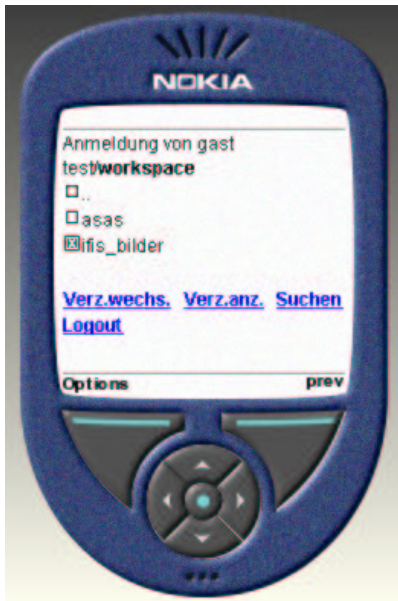 NOKIA
Anmeldung von gast
test/workspace
..
asas
ifis_bilder
Verz.wechs. Verz.anz. Suchen
Logout
Options prev